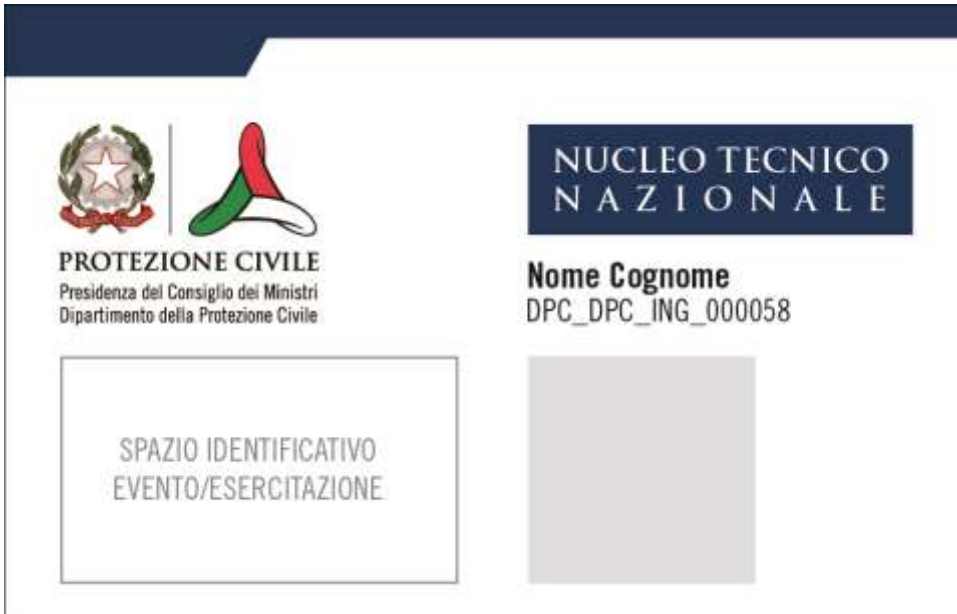 PROTEZIONE CIVILE
Presidenza del Consiglio dei Ministri
Dipartimento della Protezione Civile
NUCLEO TECNICO
NAZIONALE
Nome Cognome
DPC_DPC_ING_000058
SPAZIO IDENTIFICATIVO
EVENTO/ESERCITAZIONE